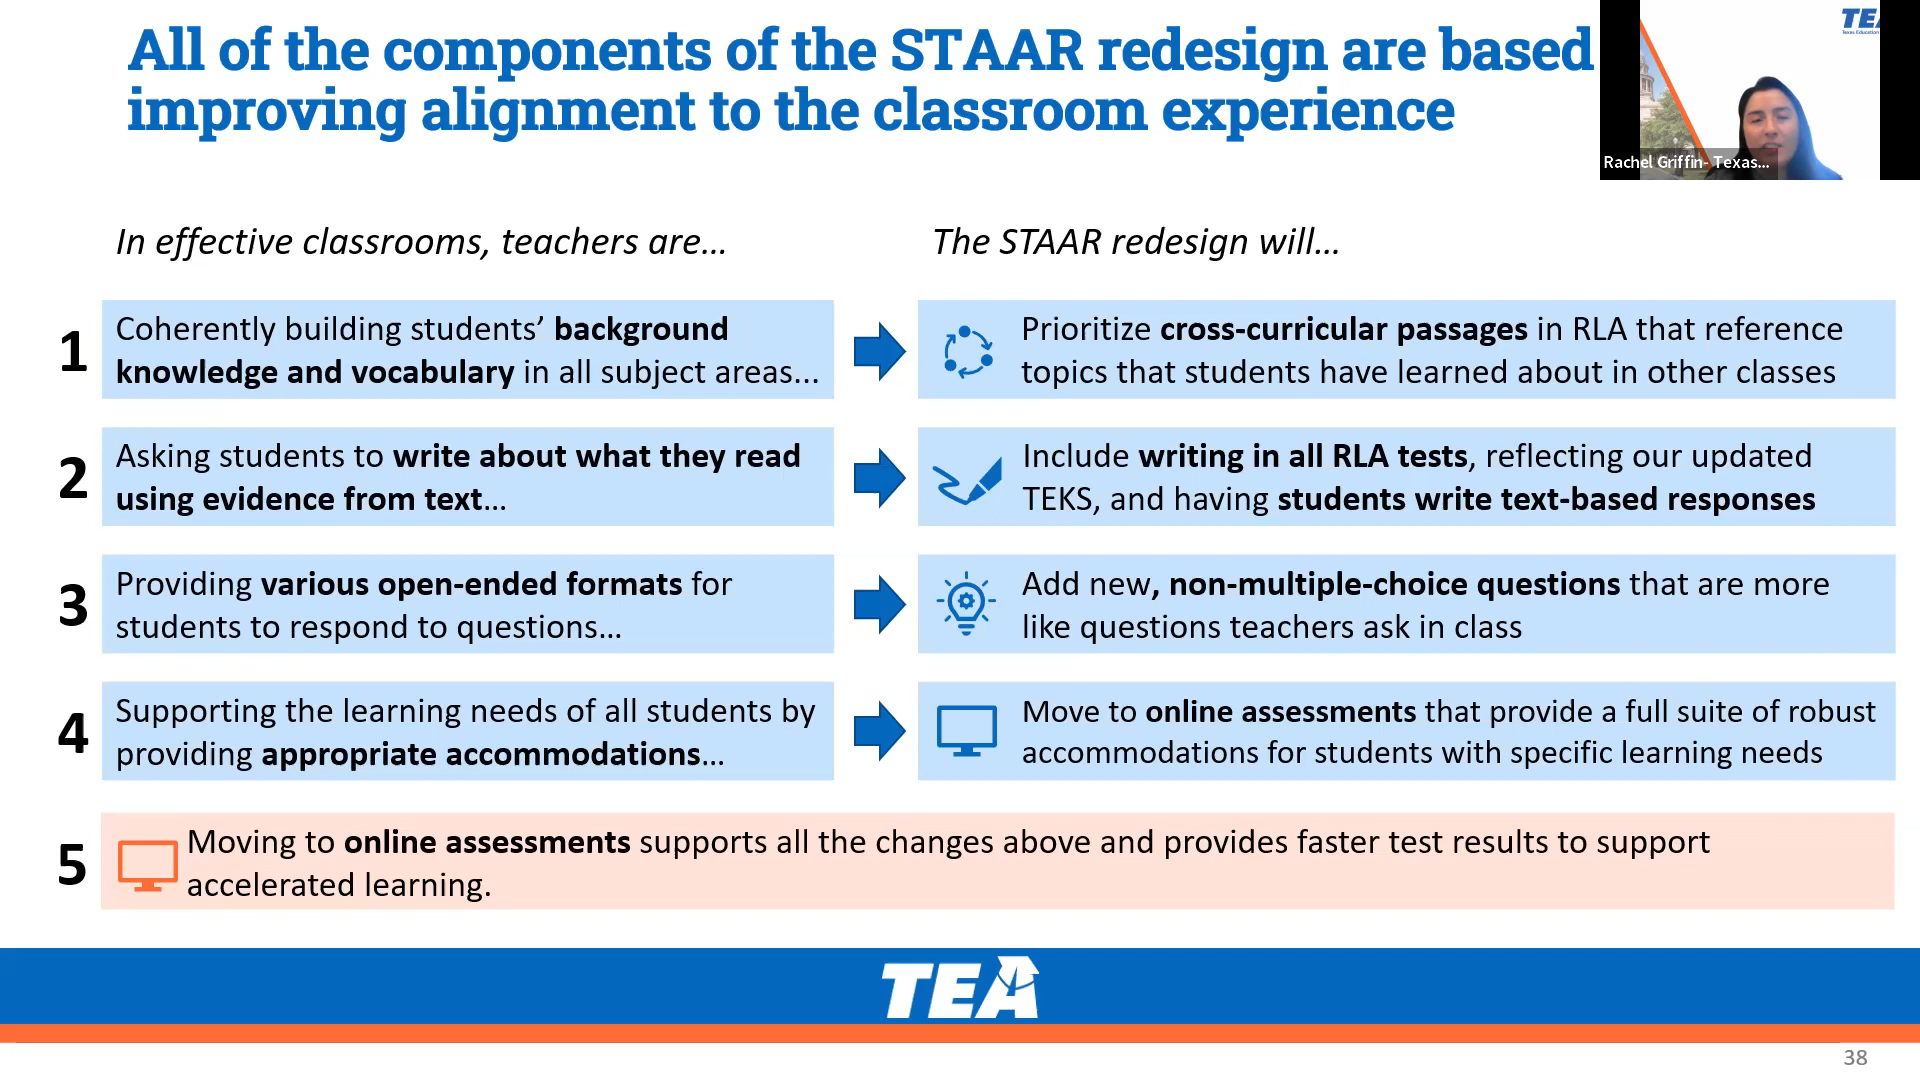 All of the components of the STAAR redesign are based
improving alignment to the classroom experience
TE
Texas Education
Rachel Griffin- Texas...
In effective classrooms, teachers are...
The STAAR redesign will...
1
Coherently building students’ background
knowledge and vocabulary in all subject areas...
Prioritize cross-curricular passages in RLA that reference
topics that students have learned about in other classes
2
Asking students to write about what they read
using evidence from text...
Include writing in all RLA tests, reflecting our updated
TEKS, and having students write text-based responses
3
Providing various open-ended formats for
students to respond to questions...
Add new, non-multiple-choice questions that are more
like questions teachers ask in class
4
Supporting the learning needs of all students by
providing appropriate accommodations...
Move to online assessments that provide a full suite of robust
accommodations for students with specific learning needs
5
Moving to online assessments supports all the changes above and provides faster test results to support
accelerated learning.
TEA
38